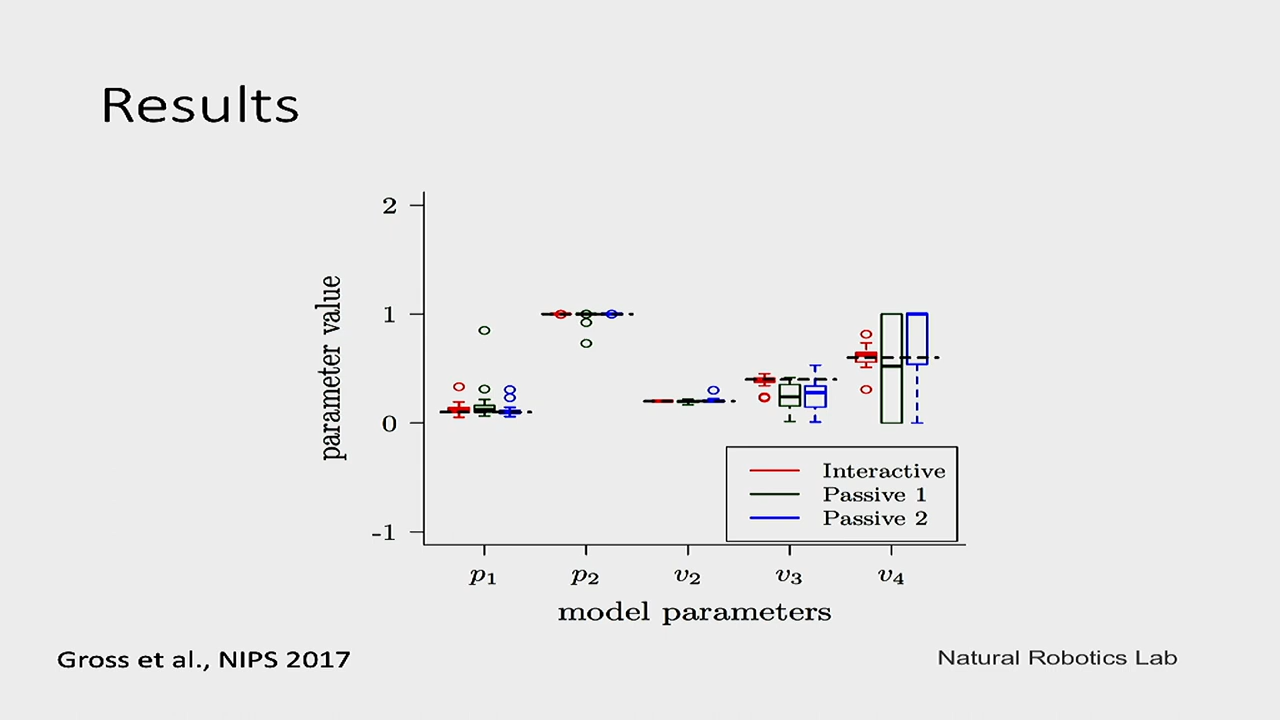 Results
2
1
0
-1
parameter value
Interactive
Passive 1
Passive 2
p1 p2 v2 v3 v4
model parameters
Gross et al., NIPS 2017
Natural Robotics Lab